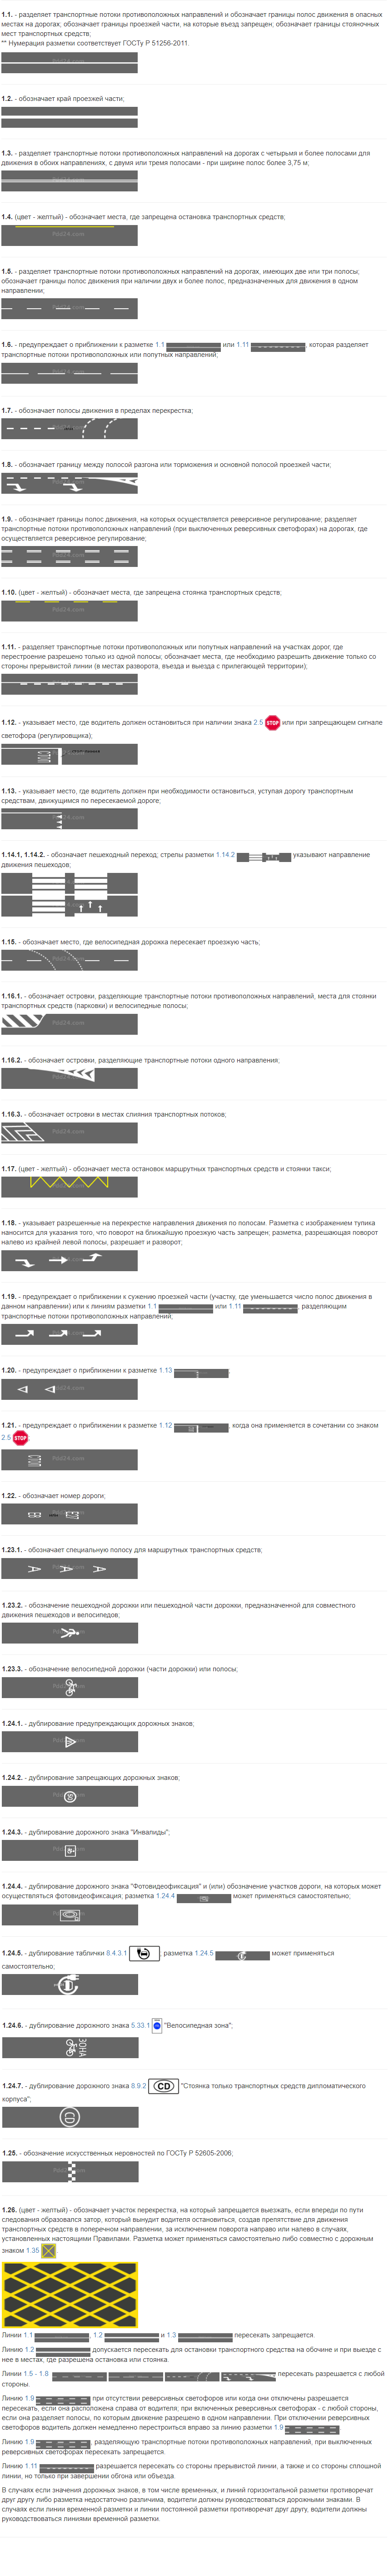 1.1. - разделяет транспортные потоки противоположных направлений и обозначает границы полос движения в опасных
местах на дорогах; обозначает границы проезжей части, на которые въезд запрещен; обозначает границы стояночных
мест транспортных средств;
** Нумерация разметки соответствует ГОСТу Р 51256-2011.
1.2. - обозначает край проезжей части;
1.3. - разделяет транспортные потоки противоположных направлений на дорогах с четырьмя и более полосами для
движения в обоих направлениях, с двумя или тремя полосами - при ширине полос более 3,75 м;
1.4. (цвет - желтый) - обозначает места, где запрещена остановка транспортных средств;
1.5. - разделяет транспортные потоки противоположных направлений на дорогах, имеющих две или три полосы;
обозначает границы полос движения при наличии двух и более полос, предназначенных для движения в одном
направлении;
1.6. - предупреждает о приближении к разметке 1.1 или 1.11 которая разделяет
транспортные потоки противоположных или попутных направлений;
1.7. - обозначает полосы движения в пределах перекрестка;
1.8. - обозначает границу между полосой разгона или торможения и основной полосой проезжей части;
1.9. - обозначает границы полос движения, на которых осуществляется реверсивное регулирование; разделяет
транспортные потоки противоположных направлений (при выключенных реверсивных светофорах) на дорогах, где
осуществляется реверсивное регулирование;
1.10. (цвет - желтый) - обозначает места, где запрещена стоянка транспортных средств;
1.11. - разделяет транспортные потоки противоположных или попутных направлений на участках дорог, где
перестроение разрешено только из одной полосы; обозначает места, где необходимо разрешить движение только со
стороны прерывистой линии (в местах разворота, въезда и выезда с прилегающей территории);
1.12. - указывает место, где водитель должен остановиться при наличии знака 2.5 STOP или при запрещающем сигнале
светофора (регулировщика);
1.13. - указывает место, где водитель должен при необходимости остановиться, уступая дорогу транспортным
средствам, движущимся по пересекаемой дороге;
1.14.1, 1.14.2. - обозначает пешеходный переход; стрелы разметки 1.14.2 указывают направление
движения пешеходов;
1.15. - обозначает место, где велосипедная дорожка пересекает проезжую часть;
1.16.1. - обозначает островки, разделяющие транспортные потоки противоположных направлений, места для стоянки
транспортных средств (парковки) и велосипедные полосы;
1.16.2. - обозначает островки, разделяющие транспортные потоки одного направления;
1.16.3. - обозначает островки в местах слияния транспортных потоков;
1.17. (цвет - желтый) - обозначает места остановок маршрутных транспортных средств и стоянки такси;
1.18. - указывает разрешенные на перекрестке направления движения по полосам. Разметка с изображением тупика
наносится для указания того, что поворот на ближайшую проезжую часть запрещен; разметка, разрешающая поворот
налево из крайней левой полосы, разрешает и разворот;
1.19. - предупреждает о приближении к сужению проезжей части (участку, где уменьшается число полос движения в
данном направлении) или к линиям разметки 1.1 или 1.11 разделяющим
транспортные потоки противоположных направлений;
1.20. - предупреждает о приближении к разметке 1.13
1.21. - предупреждает о приближении к разметке 1.12 когда она применяется в сочетании со знаком
2.5 STOP
1.22. - обозначает номер дороги;
1.23.1. - обозначает специальную полосу для маршрутных транспортных средств;
1.23.2. - обозначение пешеходной дорожки или пешеходной части дорожки, предназначенной для совместного
движения пешеходов и велосипедов;
1.23.3. - обозначение велосипедной дорожки (части дорожки) или полосы,
1.24.1. - дублирование предупреждающих дорожных знаков;
1.24.2. - дублирование запрещающих дорожных знаков;
1.24.3. - дублирование дорожного знака "Инвалиды";
1.24.4. - дублирование дорожного знака "Фотовидеофиксация" и (или) обозначение участков дороги, на которых может
осуществляться фотовидеофиксация; разметка 1.24.4 может применяться самостоятельно;
1.24.5. - дублирование таблички 8.4.3.1 , разметка 1.24.5 может применяться
самостоятельно;
1.24.6. - дублирование дорожного знака 5.33.1 "Велосипедная зона";
ЗОНА
1.24.7. - дублирование дорожного знака 8.9.2 CD "Стоянка только транспортных средств дипломатического
корпуса";
1.25. - обозначение искусственных неровностей по ГОСТу Р 52605-2006;
1.26. (цвет - желтый) - обозначает участок перекрестка, на который запрещается выезжать, если впереди по пути
следования образовался затор, который вынудит водителя остановиться, создав препятствие для движения
транспортных средств в поперечном направлении, за исключением поворота направо или налево в случаях,
установленных настоящими Правилами. Разметка может применяться самостоятельно либо совместно с дорожным
знаком 1.35
Линии 1.1 , 1.2 и 1.3 пересекать запрещается.
Линию 1.2 допускается пересекать для остановки транспортного средства на обочине и при выезде с
нее в местах, где разрешена остановка или стоянка.
Линии 1.5 - 1.8 пересекать разрешается с любой
стороны.
Линию 1.9 при отсутствии реверсивных светофоров или когда они отключены разрешается
пересекать, если она расположена справа от водителя; при включенных реверсивных светофорах - с любой стороны,
если она разделяет полосы, по которым движение разрешено в одном направлении. При отключении реверсивных
светофоров водитель должен немедленно перестроиться вправо за линию разметки 1.9
Линию 1.9 , разделяющую транспортные потоки противоположных направлений, при выключенных
реверсивных светофорах пересекать запрещается.
Линию 1.11 разрешается пересекать со стороны прерывистой линии, а также и со стороны сплошной
линии, но только при завершении обгона или объезда.
В случаях если значения дорожных знаков, в том числе временных, и линий горизонтальной разметки противоречат
друг другу либо разметка недостаточно различима, водители должны руководствоваться дорожными знаками. В
случаях если линии временной разметки и линии постоянной разметки противоречат друг другу, водители должны
руководствоваться линиями временной разметки.